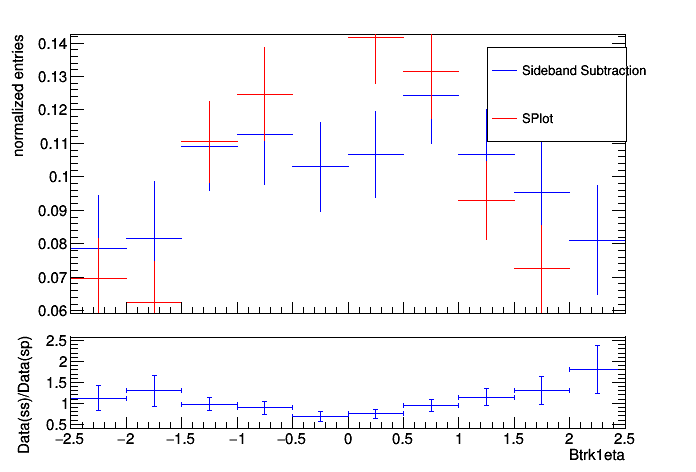 normalized entries
0.14
0.13
0.12
0.11
0.1
0.09
0.08
0.07
0.06
Sideband Subtraction
SPlot
Data(ss)/Data(sp)
2.5
2
1.5
1
0.5
−2.5 −2 −1.5 −1 −0.5 0 0.5 1 1.5 2 2.5
Btrk1eta